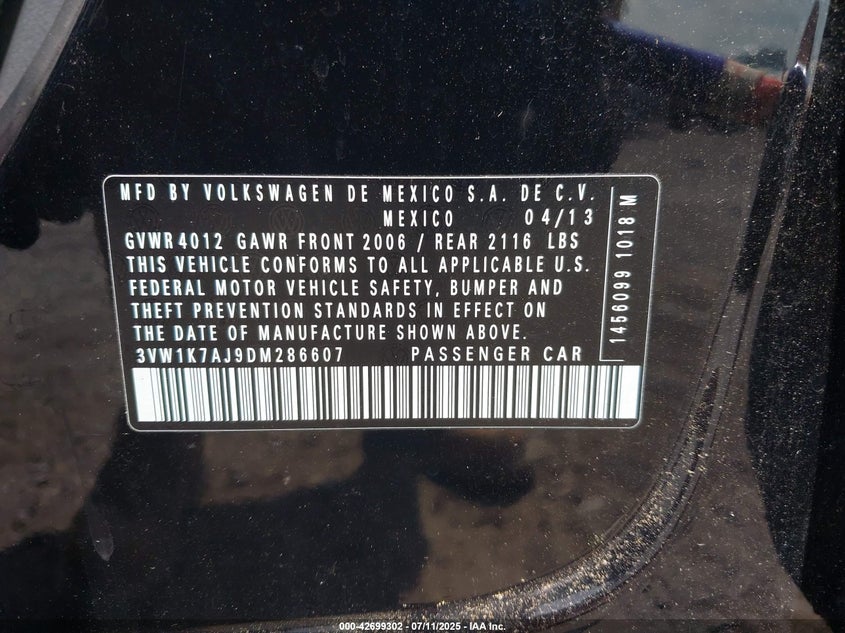 MFD BY VOLKSWAGEN DE MEXICO S.A. DE C.V.
MEXICO 04/13
GVWR 4012 GAWR FRONT 2006 / REAR 2116 LBS
THIS VEHICLE CONFORMS TO ALL APPLICABLE U.S.
FEDERAL MOTOR VEHICLE SAFETY, BUMPER AND
THEFT PREVENTION STANDARDS IN EFFECT ON
THE DATE OF MANUFACTURE SHOWN ABOVE.
3VW1K7AJ9DM286607 PASSENGER CAR
1456099 1018 M
000-42699302 - 07/11/2025 - IAA Inc.